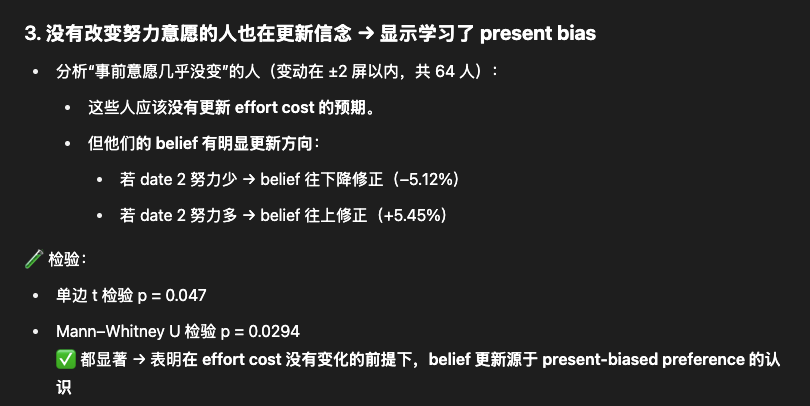 3. 没有改变努力意愿的人也在更新信念 → 显示学习了 present bias
• 分析“事前意愿几乎没变”的人（变动在 ±2 屏以内，共 64 人）：
• 这些人应该没有更新 effort cost 的预期。
• 但他们的 belief 有明显更新方向：
• 若 date 2 努力少 → belief 往下降修正（–5.12%）
• 若 date 2 努力多 → belief 往上修正（+5.45%）
🧪 检验：
• 单边 t 检验 p = 0.047
• Mann–Whitney U 检验 p = 0.0294
✅ 都显著 → 表明在 effort cost 没有变化的前提下，belief 更新源于 present-biased preference 的认
识